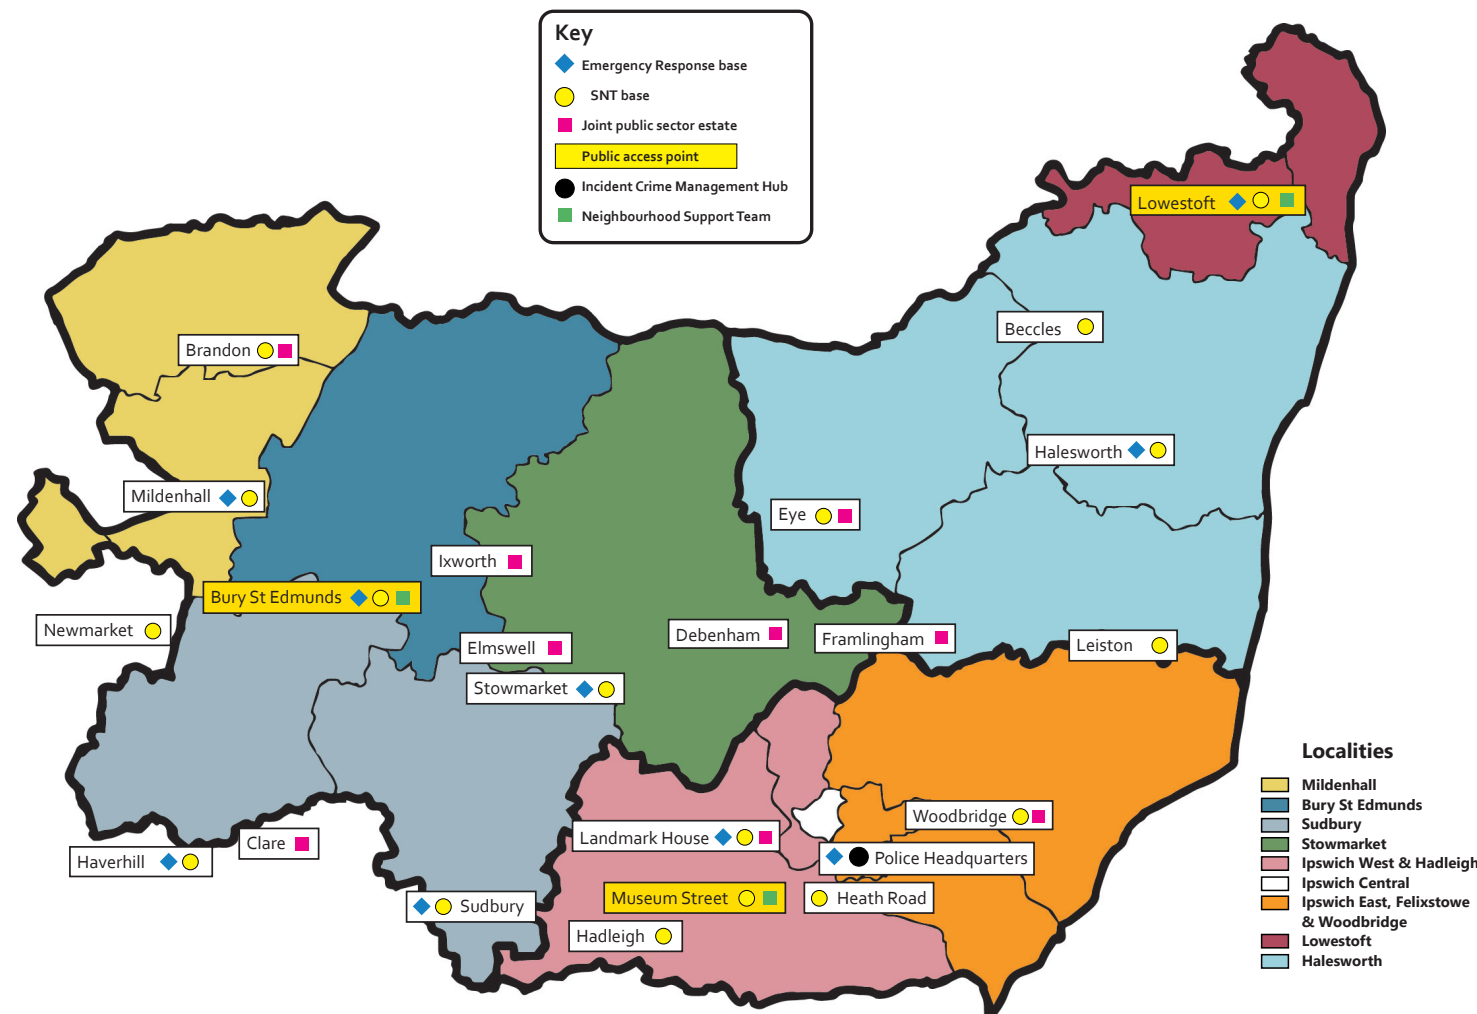 Key
Emergency Response base
SNT base
Joint public sector estate
Public access point
Incident Crime Management Hub
Neighbourhood Support Team
Lowestoft
Beccles
Brandon
Halesworth
Mildenhall
Eye
Ixworth
Bury St Edmunds
Newmarket
Debenham
Framlingham
Leiston
Elmswell
Stowmarket
Landmark House
Woodbridge
Clare
Haverhill
Police Headquarters
Museum Street
Heath Road
Sudbury
Hadleigh
Localities
Mildenhall
Bury St Edmunds
Sudbury
Stowmarket
Ipswich West & Hadleigh
Ipswich Central
Ipswich East, Felixstowe
& Woodbridge
Lowestoft
Halesworth